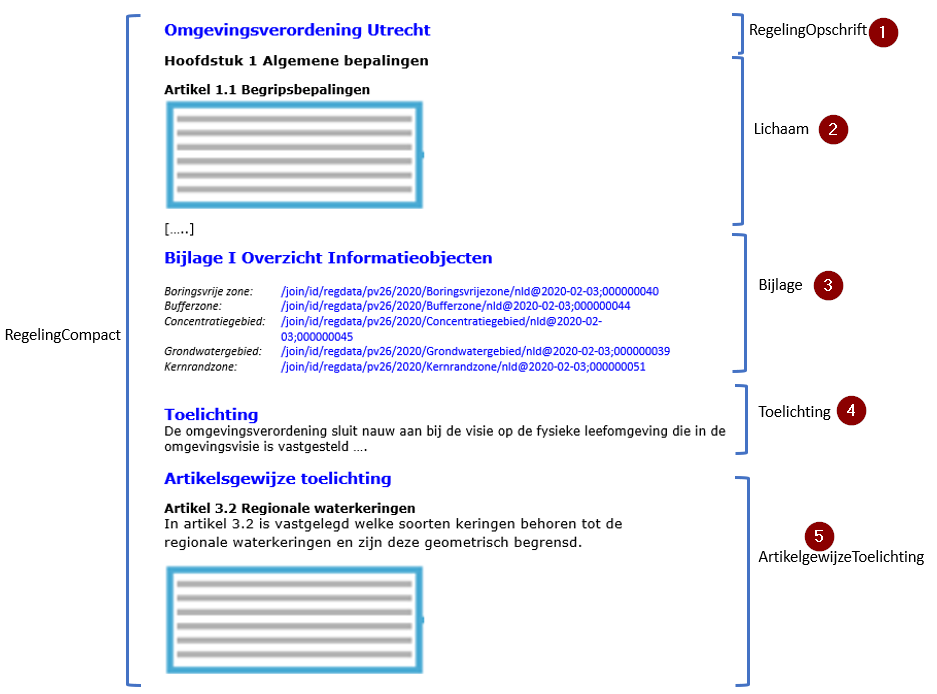 Omgevingsverordening Utrecht
RegelingOpschrift 1
Hoofdstuk 1 Algemene bepalingen
Artikel 1.1 Begripsbepalingen
Lichaam 2
[…..]
Bijlage I Overzicht Informatieobjecten
Boringsvrije zone: /join/id/regdata/pv26/2020/Boringsvrijezone/nld@2020-02-03;000000040
Bufferzone: /join/id/regdata/pv26/2020/Bufferzone/nld@2020-02-03;000000044
Concentratiegebied: /join/id/regdata/pv26/2020/Concentratiegebied/nld@2020-02-
03;000000045
Grondwatergebied: /join/id/regdata/pv26/2020/Grondwatergebied/nld@2020-02-03;000000039
Kernrandzone: /join/id/regdata/pv26/2020/Kernrandzone/nld@2020-02-03;000000051
Bijlage 3
RegelingCompact
Toelichting
De omgevingsverordening sluit nauw aan bij de visie op de fysieke leefomgeving die in de
omgevingsvisie is vastgesteld ….
Toelichting 4
Artikelsgewijze toelichting
Artikel 3.2 Regionale waterkeringen
In artikel 3.2 is vastgelegd welke soorten keringen behoren tot de
regionale waterkeringen en zijn deze geometrisch begrensd.
5
ArtikelgewijzeToelichting